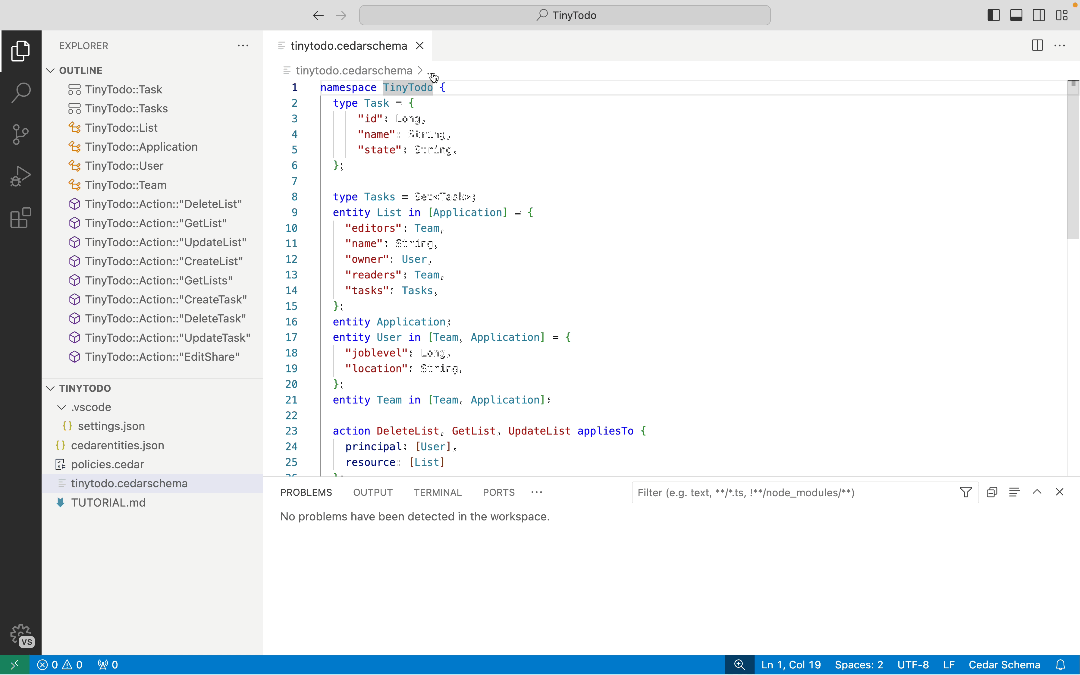 TinyTodo
EXPLORER
OUTLINE
TinyTodo::Task
TinyTodo::Tasks
TinyTodo::List
TinyTodo::Application
TinyTodo::User
TinyTodo::Team
TinyTodo::Action::"DeleteList"
TinyTodo::Action::"GetList"
TinyTodo::Action::"UpdateList"
TinyTodo::Action::"CreateList"
TinyTodo::Action::"GetLists"
TinyTodo::Action::"CreateTask"
TinyTodo::Action::"DeleteTask"
TinyTodo::Action::"UpdateTask"
TinyTodo::Action::"EditShare"
TINYTODO
.vscode
settings.json
cedarentities.json
policies.cedar
tinytodo.cedarschema
TUTORIAL.md
VS
tinytodo.cedarschema
tinytodo.cedarschema
1 namespace TinyTodo {
2 type Task = {
3 "id": Long,
4 "name": String,
5 "state": String,
6 };
7
8 type Tasks = Set<Task>;
9 entity List in [Application] = {
10 "editors": Team,
11 "name": String,
12 "owner": User,
13 "readers": Team,
14 "tasks": Tasks,
15 };
16 entity Application;
17 entity User in [Team, Application] = {
18 "joblevel": Long,
19 "location": String,
20 };
21 entity Team in [Team, Application];
22
23 action DeleteList, GetList, UpdateList appliesTo {
24 principal: [User],
25 resource: [List]
PROBLEMS OUTPUT TERMINAL PORTS
Filter (e.g. text, **/*.ts, !**/node_modules/**)
No problems have been detected in the workspace.
0 0 0
Ln 1, Col 19 Spaces: 2 UTF-8 LF Cedar Schema